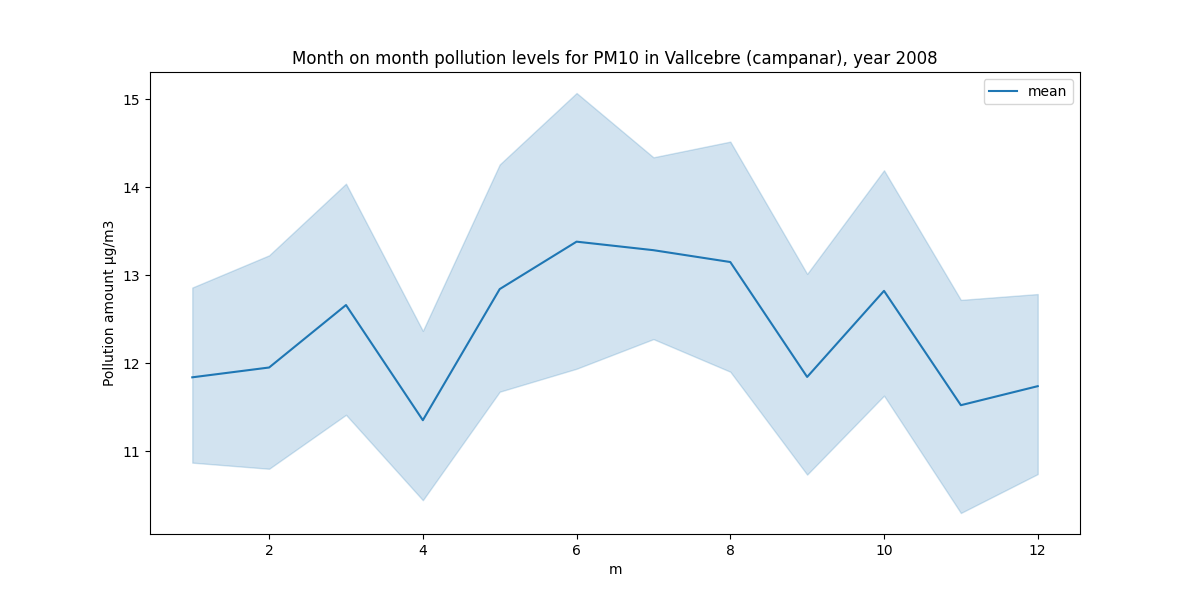 Month on month pollution levels for PM10 in Vallcebre (campanar), year 2008
mean
Pollution amount µg/m3
15
14
13
12
11
2 4 6 8 10 12
m